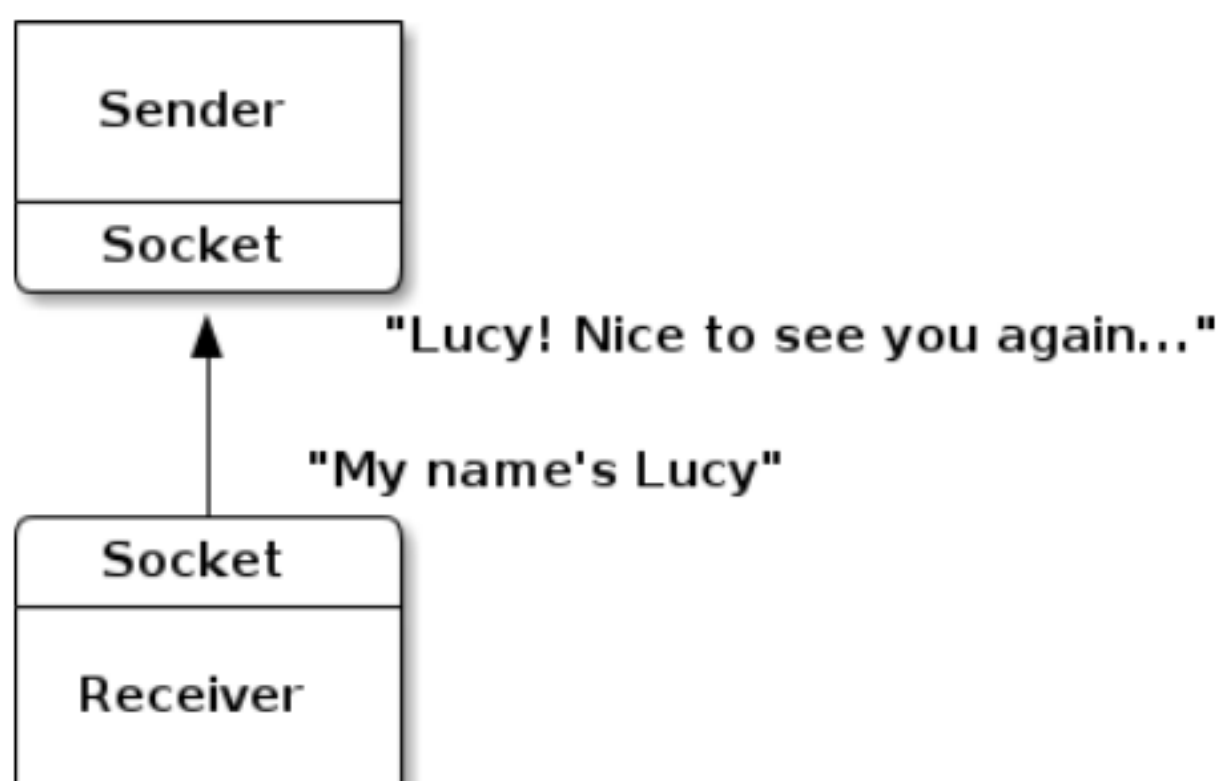 Sender
Socket
"Lucy! Nice to see you again..."
"My name's Lucy"
Socket
Receiver